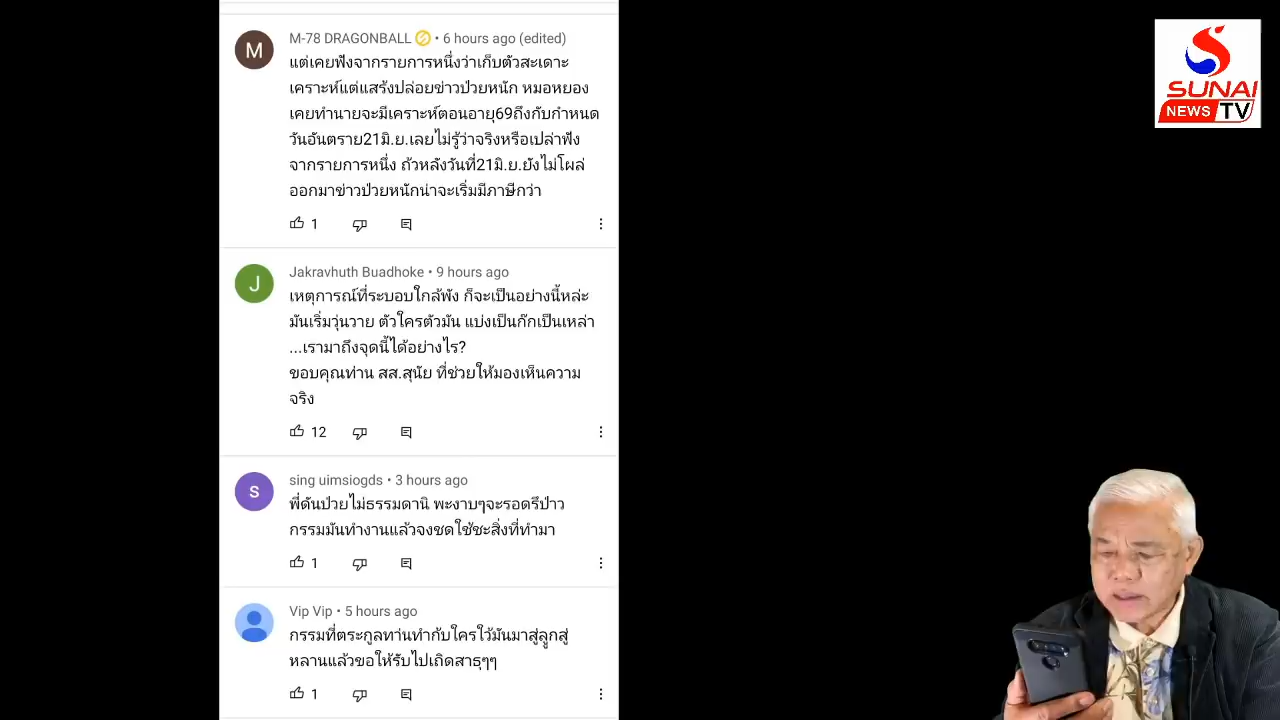 M
M-78 DRAGONBALL • 6 hours ago (edited)
แต่เคยฟังจากรายการหนึ่งว่าเก็บตัวสะเดาะ
เคราะห์แต่แสร้งปล่อยข่าวป่วยหนัก หมอหยอง
เคยทำนายจะมีเคราะห์ตอนอายุ69ถึงกับกำหนด
วันอันตราย21มิ.ย.เลยไม่รู้ว่าจริงหรือเปล่าฟัง
จากรายการหนึ่ง ถ้วหลังวันที่21มิ.ย.ยังไม่โผล่
ออกมาข่าวป่วยหนักน่าจะเริ่มมีภาษีกว่า
1
J
Jakravhuth Buadhoke • 9 hours ago
เหตุการณ์ที่ระบอบใกล้พัง ก็จะเป็นอย่างนี้หล่ะ
มันเริ่มวุ่นวาย ตัวใครตัวมัน แบ่งเป็นก๊กเป็นเหล่า
...เรามาถึงจุดนี้ได้อย่างไร?
ขอบคุณท่าน สส.สุนัย ที่ช่วยให้มองเห็นความ
จริง
12
s
sing uimsiogds • 3 hours ago
พี่ดันป่วยไม่ธรรมดานิ พะงาบๆจะรอดรึป่าว
กรรมมันทำงานแล้วจงชดใช้ซะสิ่งที่ทำมา
1
Vip Vip • 5 hours ago
กรรมที่ตระกูลทา่นทำกับใครใว้มันมาสู่ลูกสู่
หลานแล้วขอให้รับไปเถิดสาธุๆๆ
1
SUNAI
NEWS TV